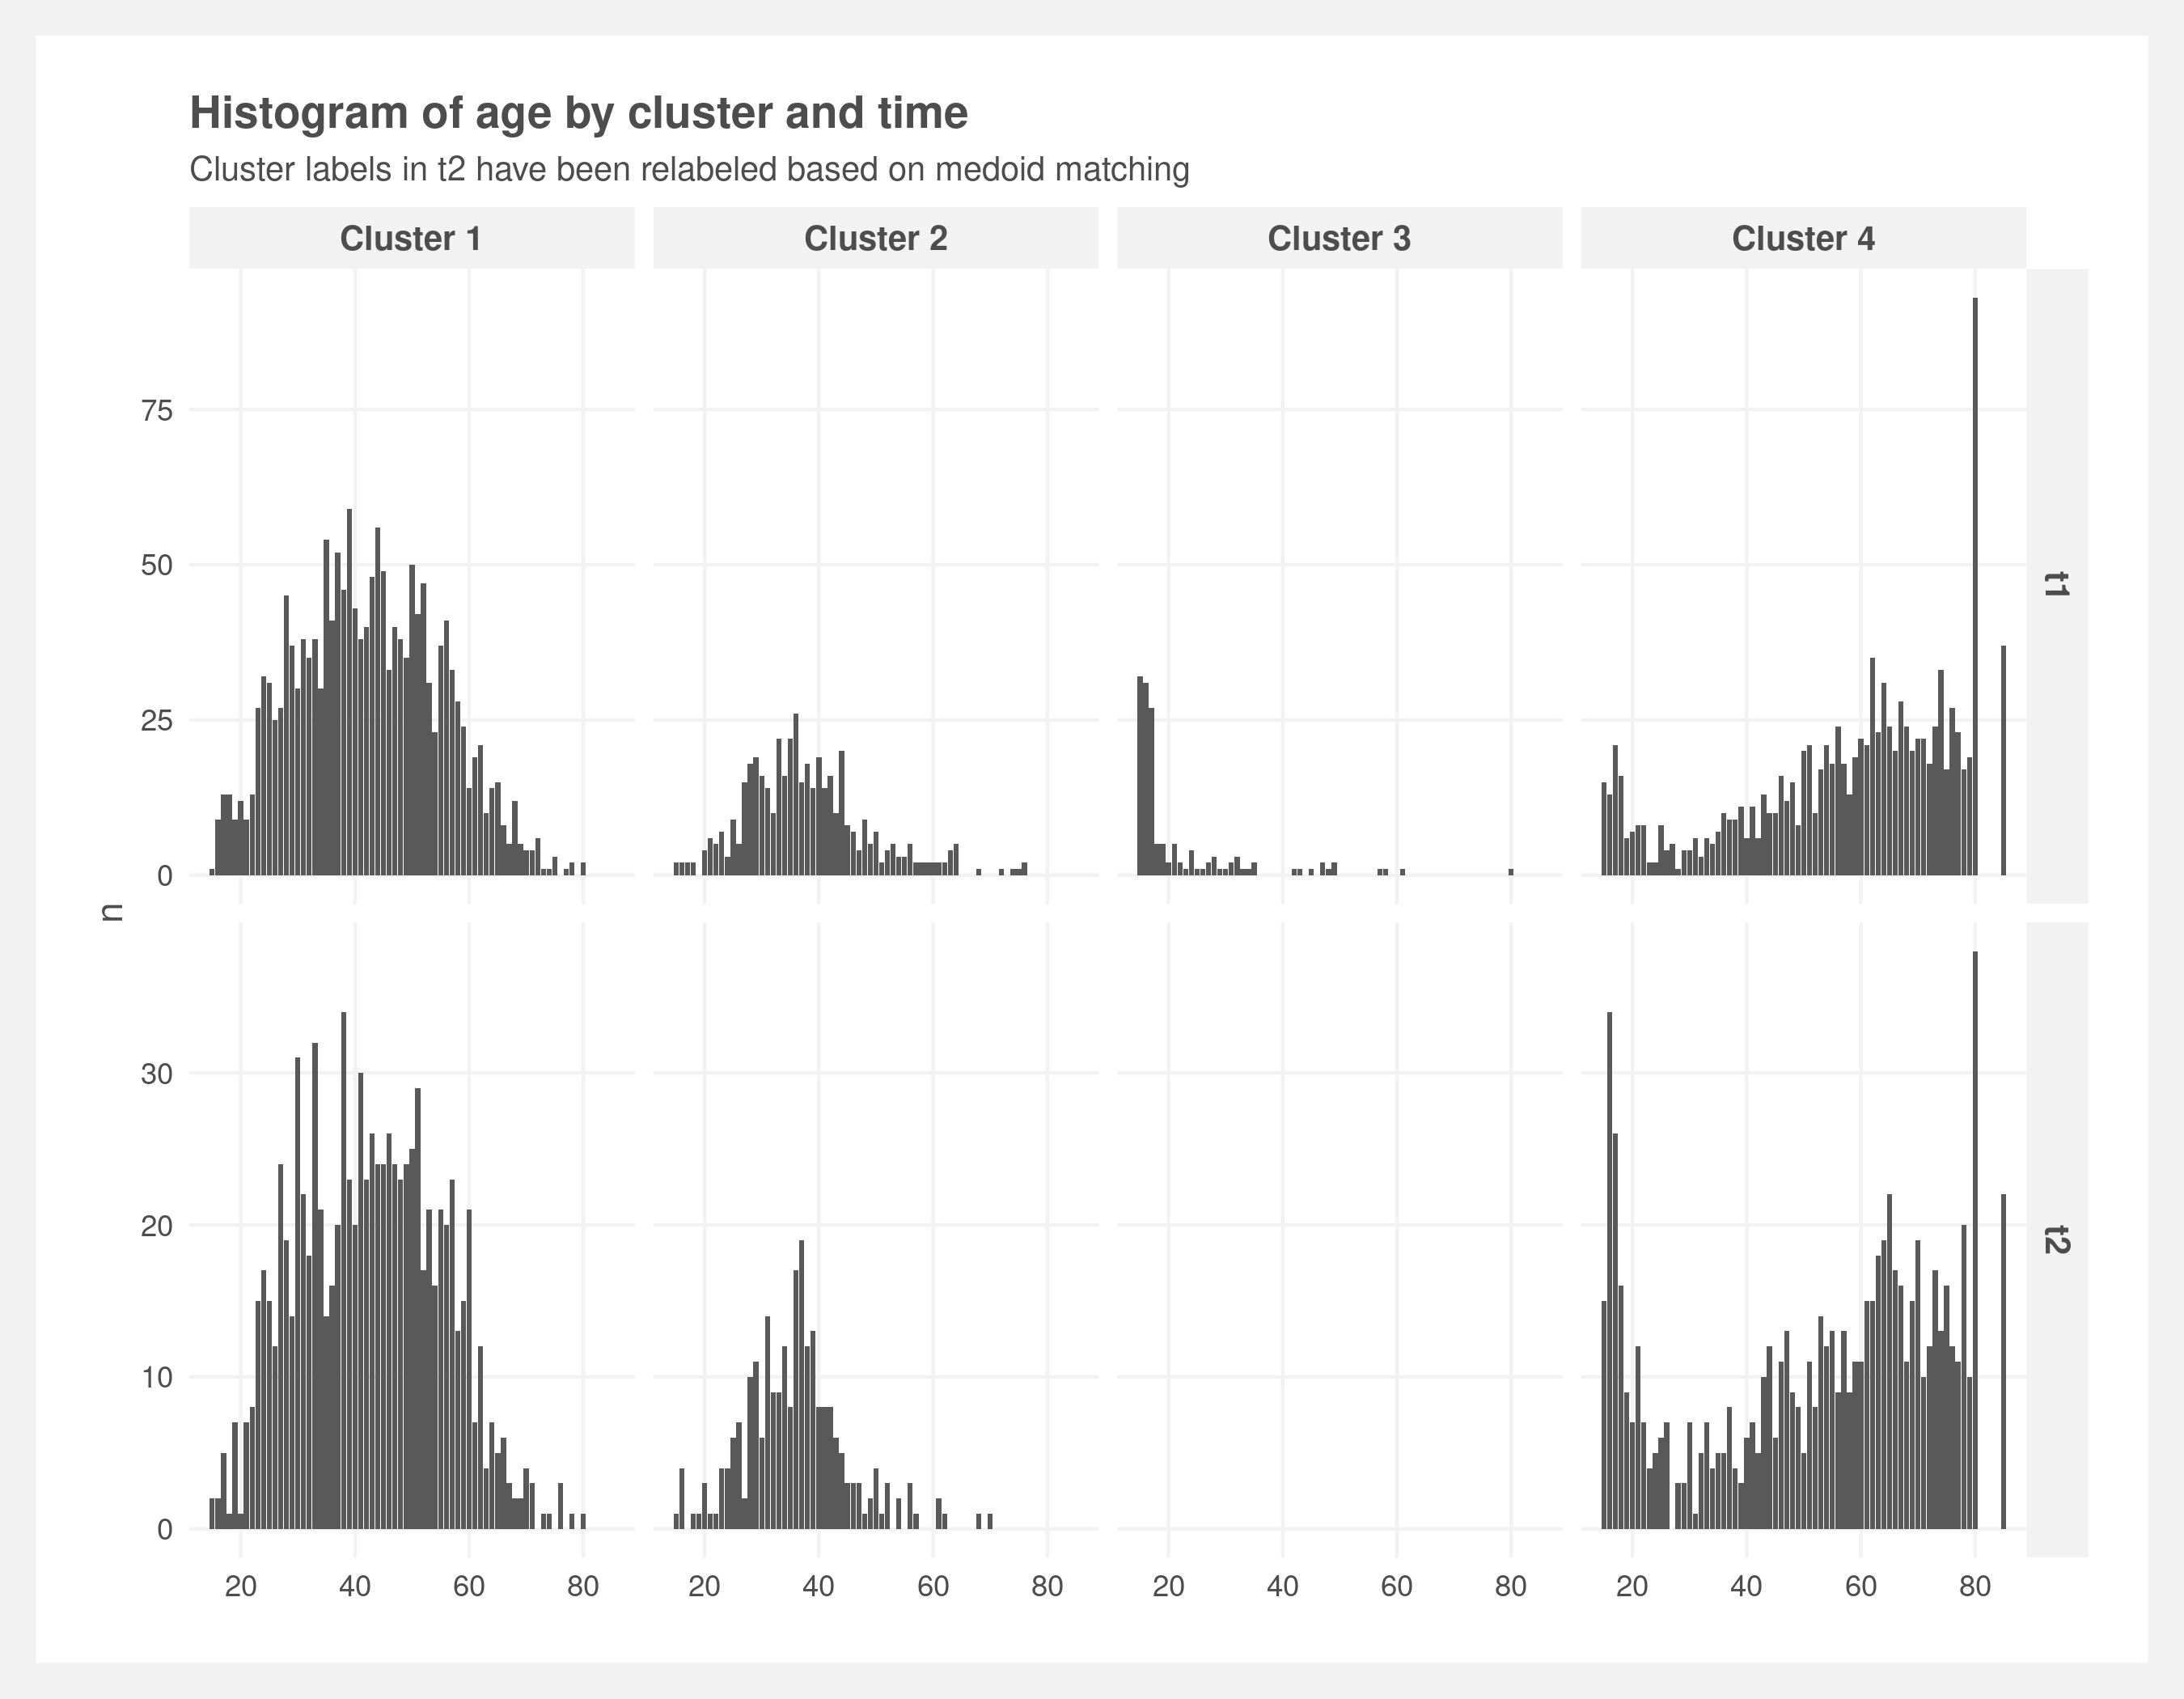 Histogram of age by cluster and time
Cluster labels in t2 have been relabeled based on medoid matching
Cluster 1 Cluster 2 Cluster 3 Cluster 4
75
50
25
0
t1
n
30
20
10
0
t2
20 40 60 80 20 40 60 80 20 40 60 80 20 40 60 80